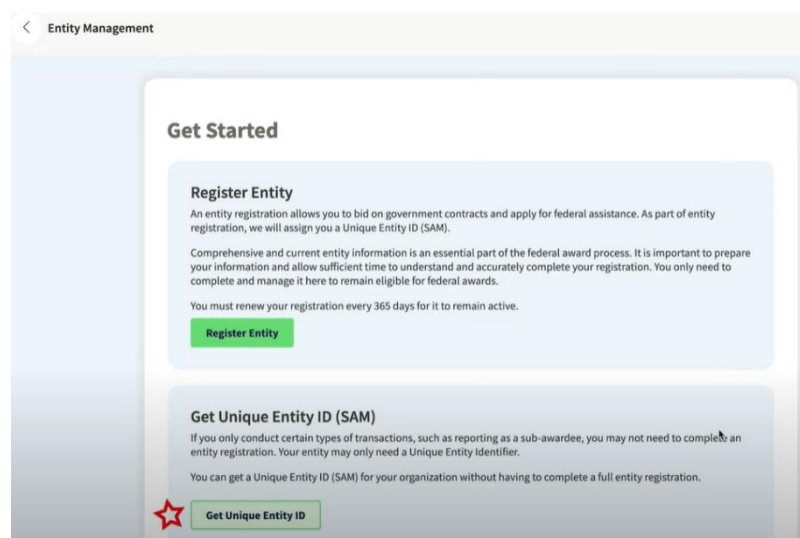 Entity Management
Get Started
Register Entity
An entity registration allows you to bid on government contracts and apply for federal assistance. As part of entity
registration, we will assign you a Unique Entity ID (SAM).
Comprehensive and current entity information is an essential part of the federal award process. It is important to prepare
your information and allow sufficient time to understand and accurately complete your registration. You only need to
complete and manage it here to remain eligible for federal awards.
You must renew your registration every 365 days for it to remain active.
Register Entity
Get Unique Entity ID (SAM)
If you only conduct certain types of transactions, such as reporting as a sub-awardee, you may not need to complete an
entity registration. Your entity may only need a Unique Entity Identifier.
You can get a Unique Entity ID (SAM) for your organization without having to complete a full entity registration.
Get Unique Entity ID